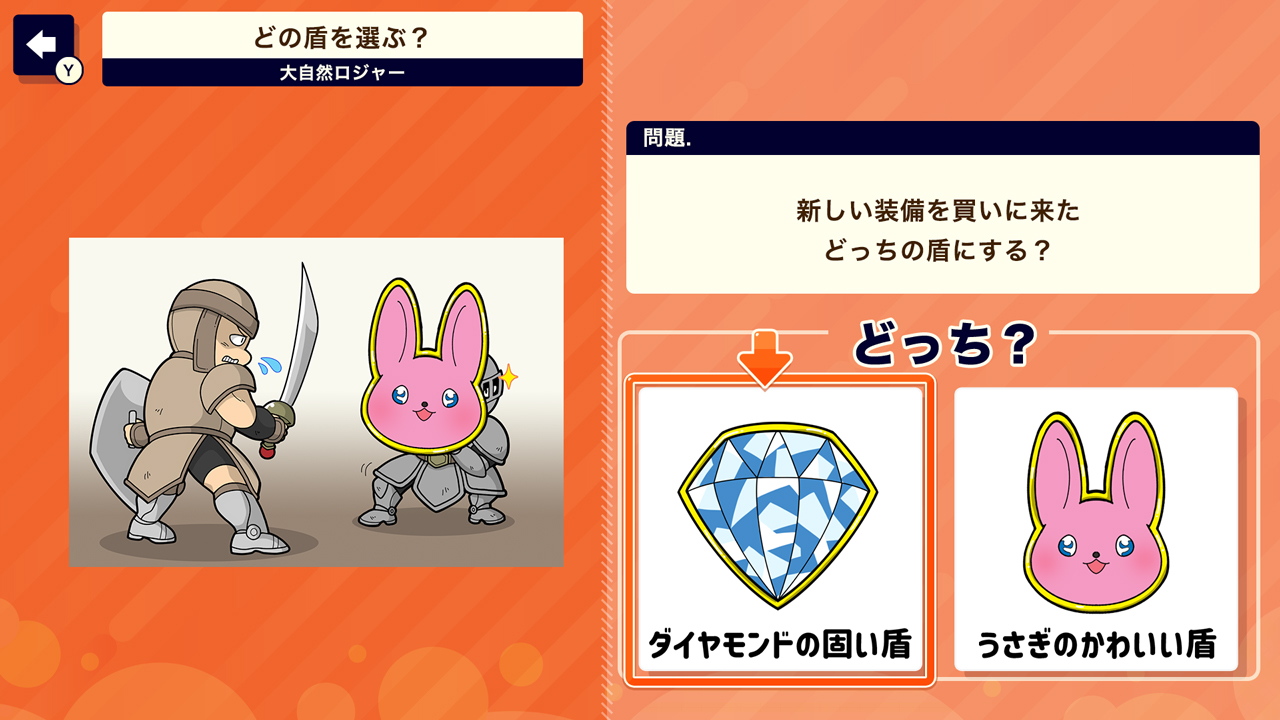 どの盾を選ぶ？
大自然ロジャー
Y
問題.
新しい装備を買いに来た
どっちの盾にする？
どっち？
ダイヤモンドの固い盾
うさぎのかわいい盾